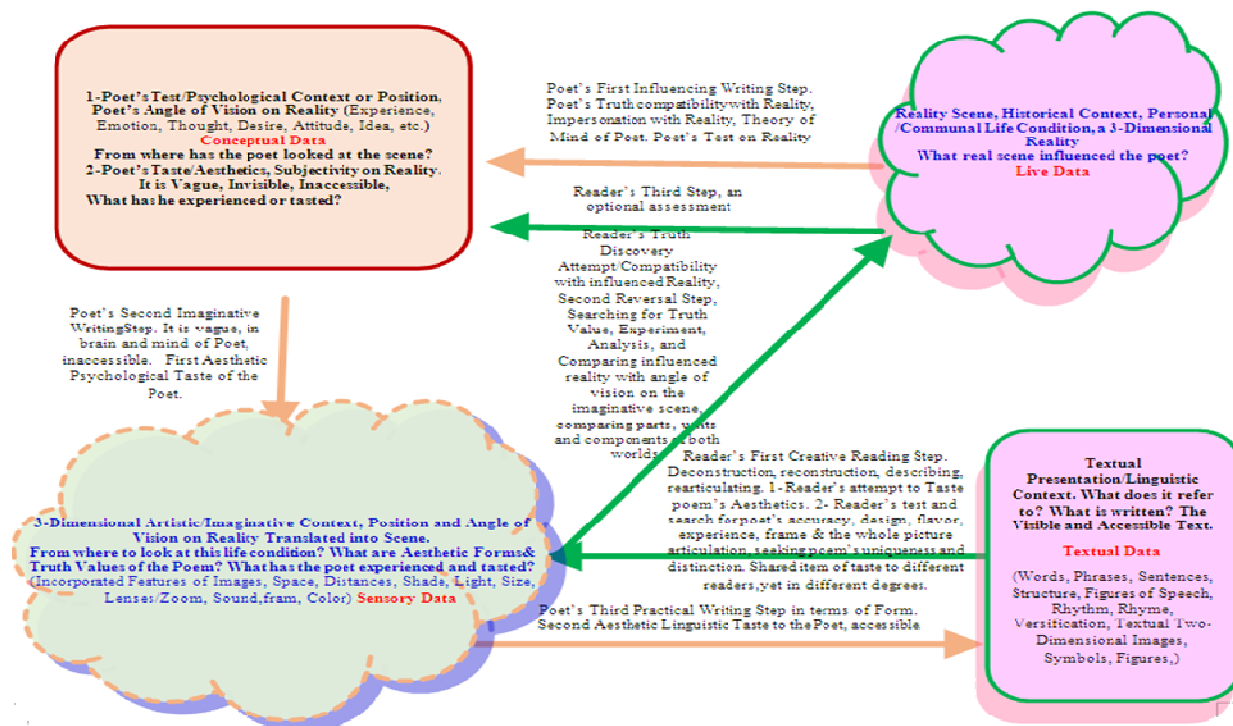 1-Poet's Test/Psychological Context or Position,
Poet's Angle of Vision on Reality (Experience,
Emotion, Thought, Desire, Attitude, Idea, etc.)
Conceptual Data
From where has the poet looked at the scene?
2-Poet's Taste/Aesthetics, Subjectivity on Reality.
It is Vague, Invisible, Inaccessible,
What has he experienced or tasted?
Poet's First Influencing Writing Step.
Poet's Truth compatibility with Reality,
Impersonation with Reality, Theory of
Mind of Poet. Poet's Test on Reality
Reality Scene, Historical Context, Personal
/Communal Life Condition, a 3-Dimensional
Reality
What real scene influenced the poet?
Live Data
Reader's Third Step, an
optional assessment
Reader's Truth
Discovery
Attempt/Compatibility
with influenced Reality,
Second Reversal Step,
Searching for Truth
Value, Experiment,
Analysis, and
Comparing influenced
reality with angle of
vision on the
imaginative scene,
comparing parts, units
and components of both
worlds
Poet's Second Imaginative
WritingStep. It is vague, in
brain and mind of Poet,
inaccessible. First Aesthetic
Psychological Taste of the
Poet.
Reader's First Creative Reading Step.
Deconstruction, reconstruction, describing,
rearticulating. 1-Reader's attempt to Taste
poem's Aesthetics. 2- Reader's test and
search for poet's accuracy, design, flavor,
experience, frame & the whole picture
articulation, seeking poem's uniqueness and
distinction. Shared item of taste to different
readers, yet in different degrees.
3-Dimensional Artistic/Imaginative Context, Position and Angle of
Vision on Reality Translated into Scene.
From where to look at this life condition? What are Aesthetic Forms&
Truth Values of the Poem? What has the poet experienced and tasted?
(Incorporated Features of Images, Space, Distances, Shade, Light, Size,
Lenses/Zoom, Sound,fram, Color) Sensory Data
Poet's Third Practical Writing Step in terms of Form.
Second Aesthetic Linguistic Taste to the Poet, accessible
Textual
Presentation/Linguistic
Context. What does it refer
to? What is written? The
Visible and Accessible Text.
Textual Data
(Words, Phrases, Sentences,
Structure, Figures of Speech,
Rhythm, Rhyme,
Versification, Textual Two-
Dimensional Images,
Symbols, Figures,)